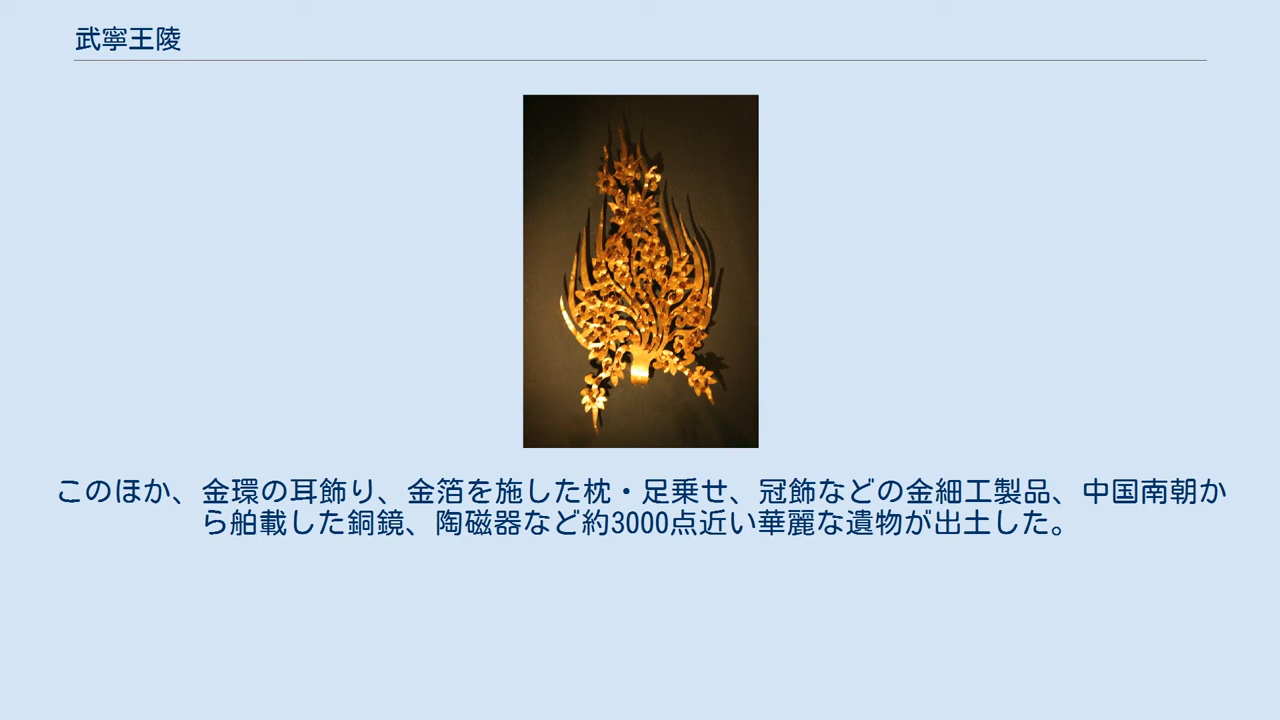 武寧王陵
このほか、金環の耳飾り、金箔を施した枕・足乗せ、冠飾などの金細工製品、中国南朝か
ら舶載した銅鏡、陶磁器など約3000点近い華麗な遺物が出土した。